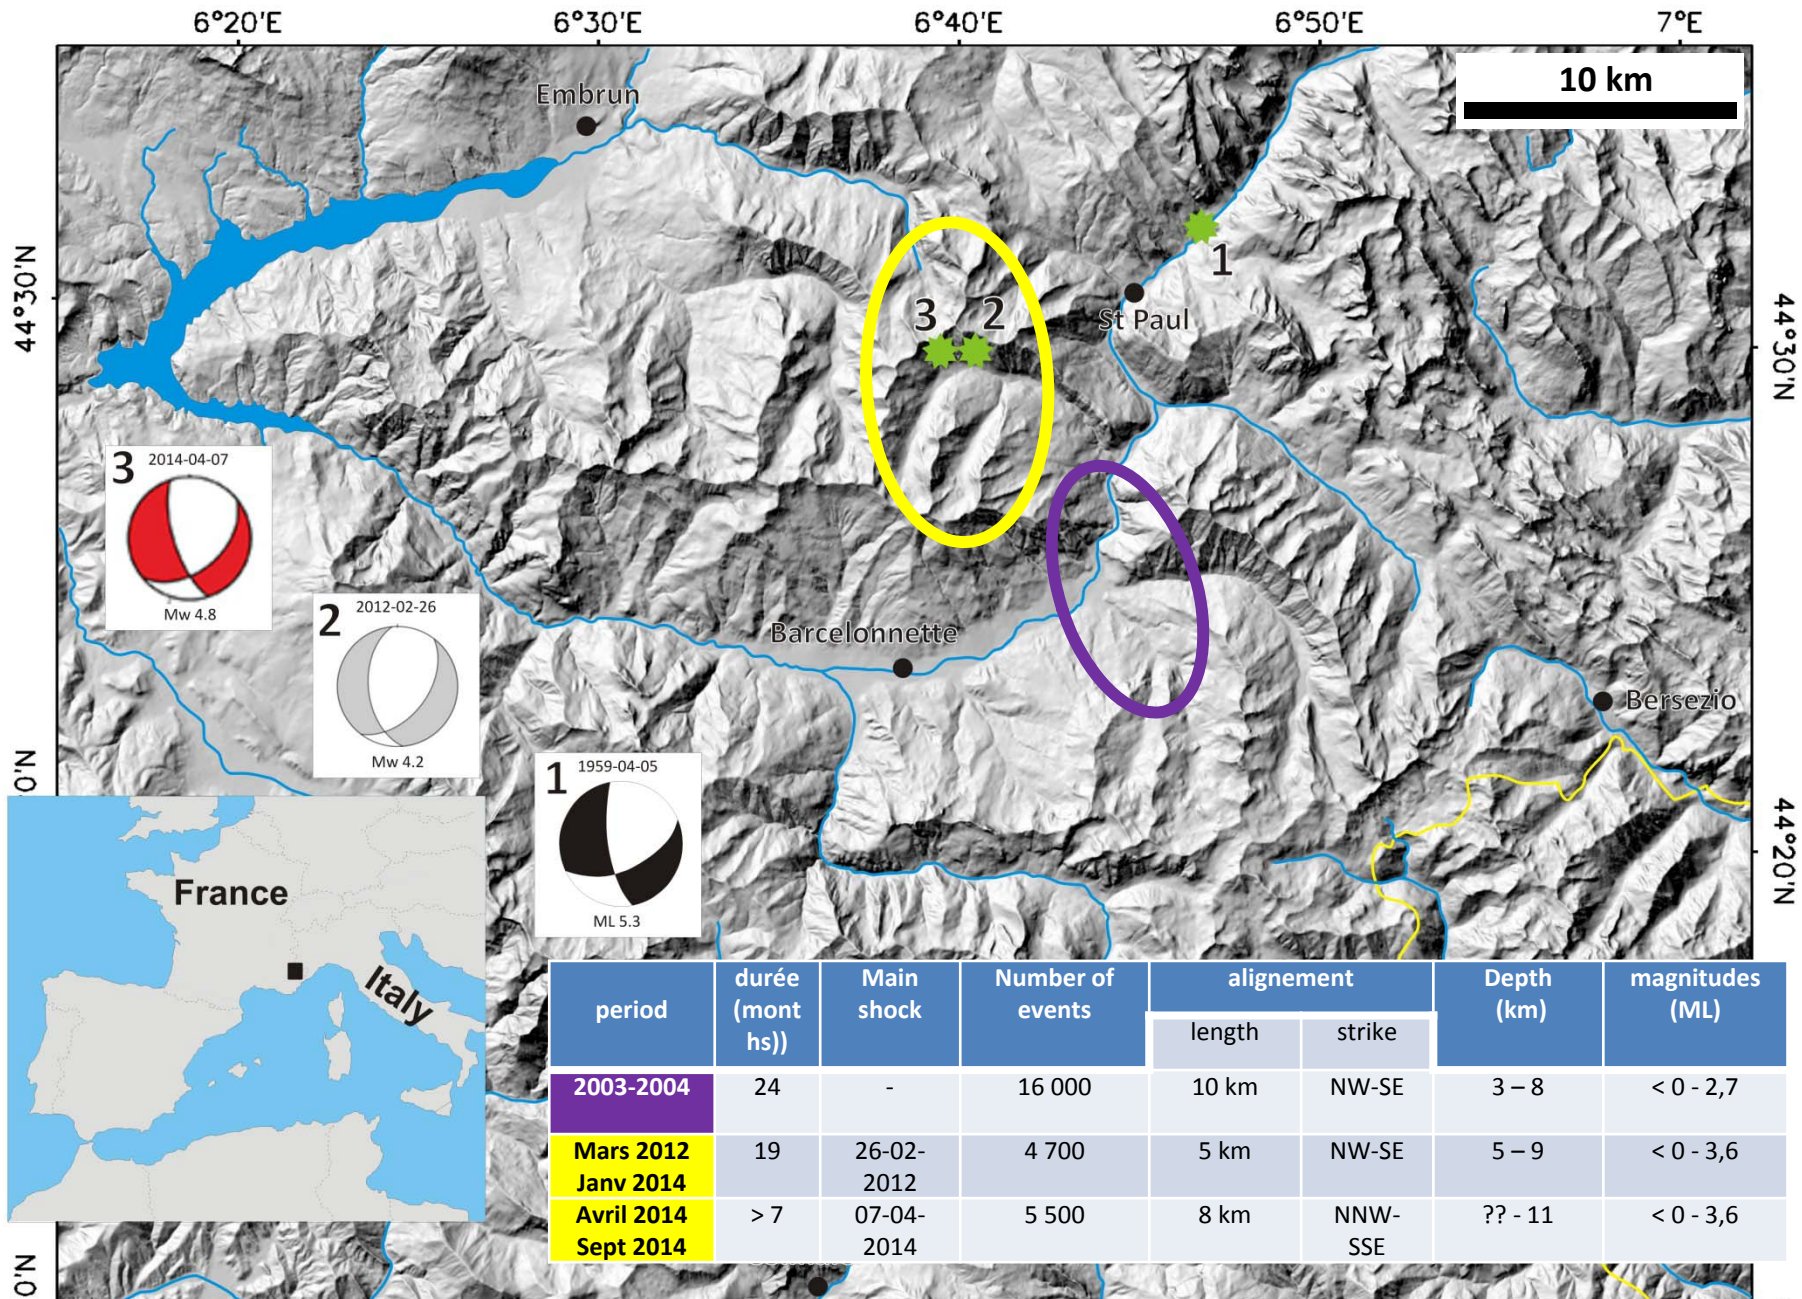 6°20'E 6°30'E 6°40'E 6°50'E 7°E
10 km
Embrun
1
44°30'N
St Paul
3 2
44°30'N
3 2014-04-07
Mw 4.8
2 2012-02-26
Mw 4.2
Barcelonnette
Bersezio
1 1959-04-05
ML 5.3
0'N
44°20'N
France
Italy
period durée (mont hs)) Main shock Number of events alignement Depth (km) magnitudes (ML)
length strike
2003-2004 24 - 16 000 10 km NW-SE 3 – 8 < 0 - 2,7
Mars 2012 19 26-02- 4 700 5 km NW-SE 5 – 9 < 0 - 3,6
Janv 2014 2012
Avril 2014 > 7 07-04- 5 500 8 km NNW- ?? - 11 < 0 - 3,6
Sept 2014 2014 SSE
0'N